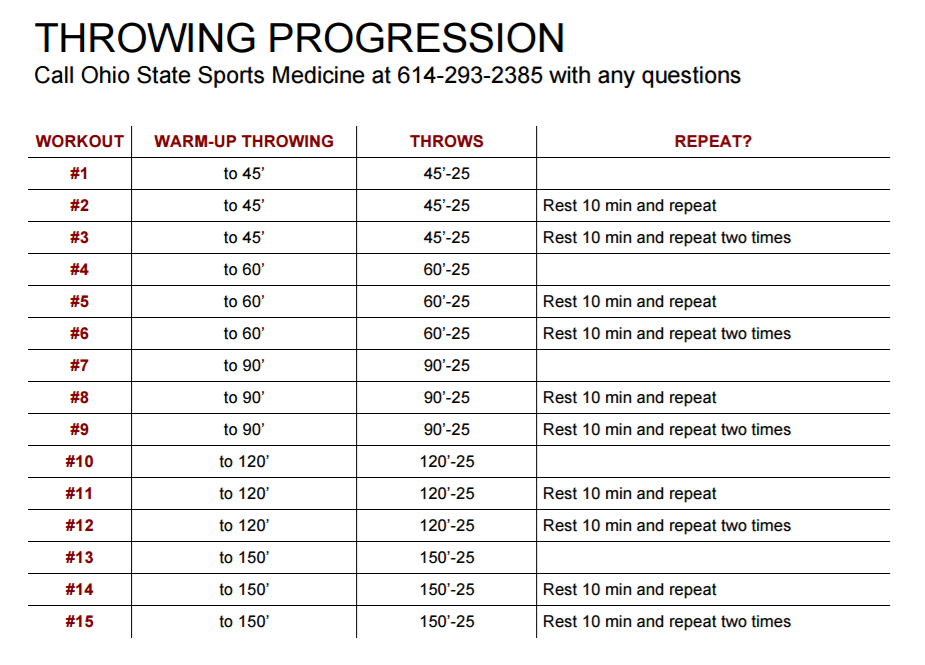 THROWING PROGRESSION
Call Ohio State Sports Medicine at 614-293-2385 with any questions
WORKOUT WARM-UP THROWING THROWS REPEAT?
#1 to 45’ 45’-25
#2 to 45’ 45’-25 Rest 10 min and repeat
#3 to 45’ 45’-25 Rest 10 min and repeat two times
#4 to 60’ 60’-25
#5 to 60’ 60’-25 Rest 10 min and repeat
#6 to 60’ 60’-25 Rest 10 min and repeat two times
#7 to 90’ 90’-25
#8 to 90’ 90’-25 Rest 10 min and repeat
#9 to 90’ 90’-25 Rest 10 min and repeat two times
#10 to 120’ 120’-25
#11 to 120’ 120’-25 Rest 10 min and repeat
#12 to 120’ 120’-25 Rest 10 min and repeat two times
#13 to 150’ 150’-25
#14 to 150’ 150’-25 Rest 10 min and repeat
#15 to 150’ 150’-25 Rest 10 min and repeat two times